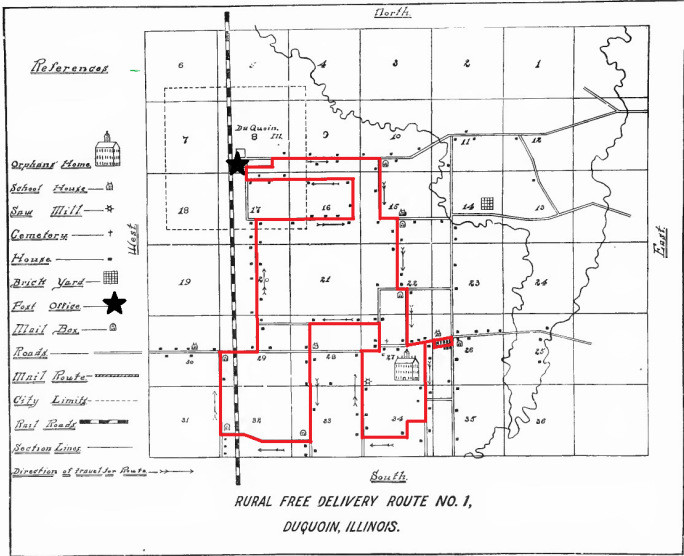 North.
References
Orphans Home
School House
Saw Mill
Cemetery
House
Brick Yard
Post Office
Mail Box
Roads
Mail Route
City Limits
Rail Roads
Section Lines
Direction of travel for Route
West
East
6 5 4 3 2 1
7 8 9 10 11 12
DuQuoin,
Ill.
18 17 16 15 14 13
19 21 22 23 24
30 29 28 27 26 25
31 32 33 34 35 36
South.
RURAL FREE DELIVERY ROUTE NO. 1,
DUQUOIN, ILLINOIS.